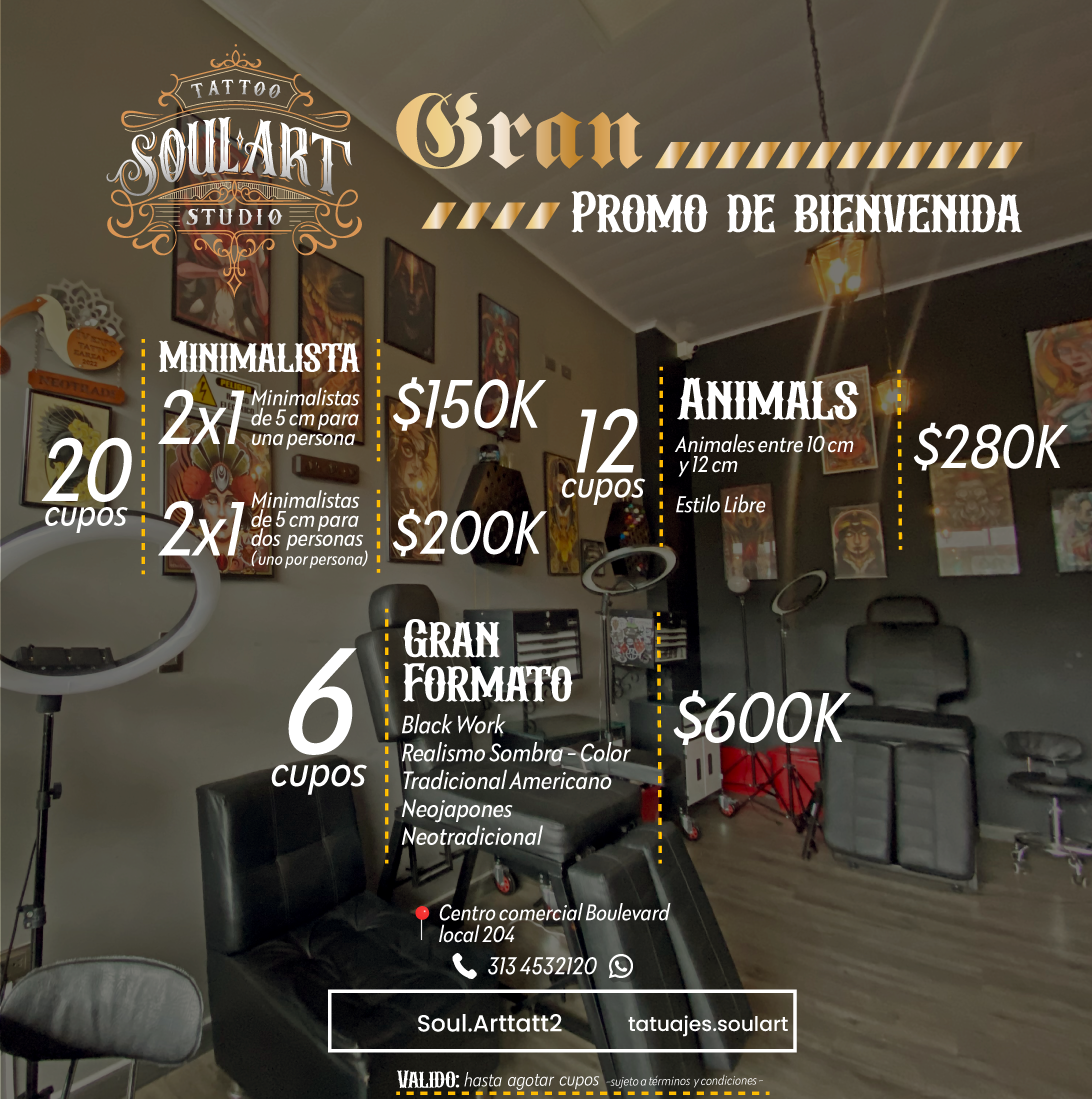 TATTOO
SOUL ART
STUDIO
Gran
PROMO DE BIENVENIDA
20
cupos
MINIMALISTA
2x1
Minimalistas
de 5 cm para
una persona
$150K
2x1
Minimalistas
de 5 cm para
dos personas
( uno por persona)
$200K
12
cupos
ANIMALS
Animales entre 10 cm
y 12 cm
Estilo Libre
$280K
6
cupos
GRAN
FORMATO
Black Work
Realismo Sombra – Color
Tradicional Americano
Neojapones
Neotradicional
$600K
Centro comercial Boulevard
local 204
313 4532120
Soul.Arttatt2 tatuajes.soulart
VALIDO: hasta agotar cupos -sujeto a términos y condiciones-
TATTOO
PELIGRO